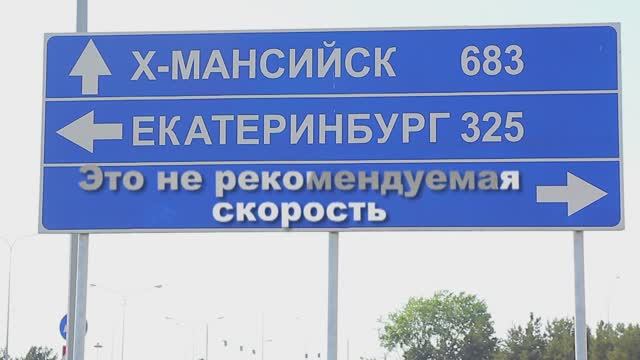 Х-МАНСИЙСК 683
ЕКАТЕРИНБУРГ 325
Это не рекомендуемая
скорость